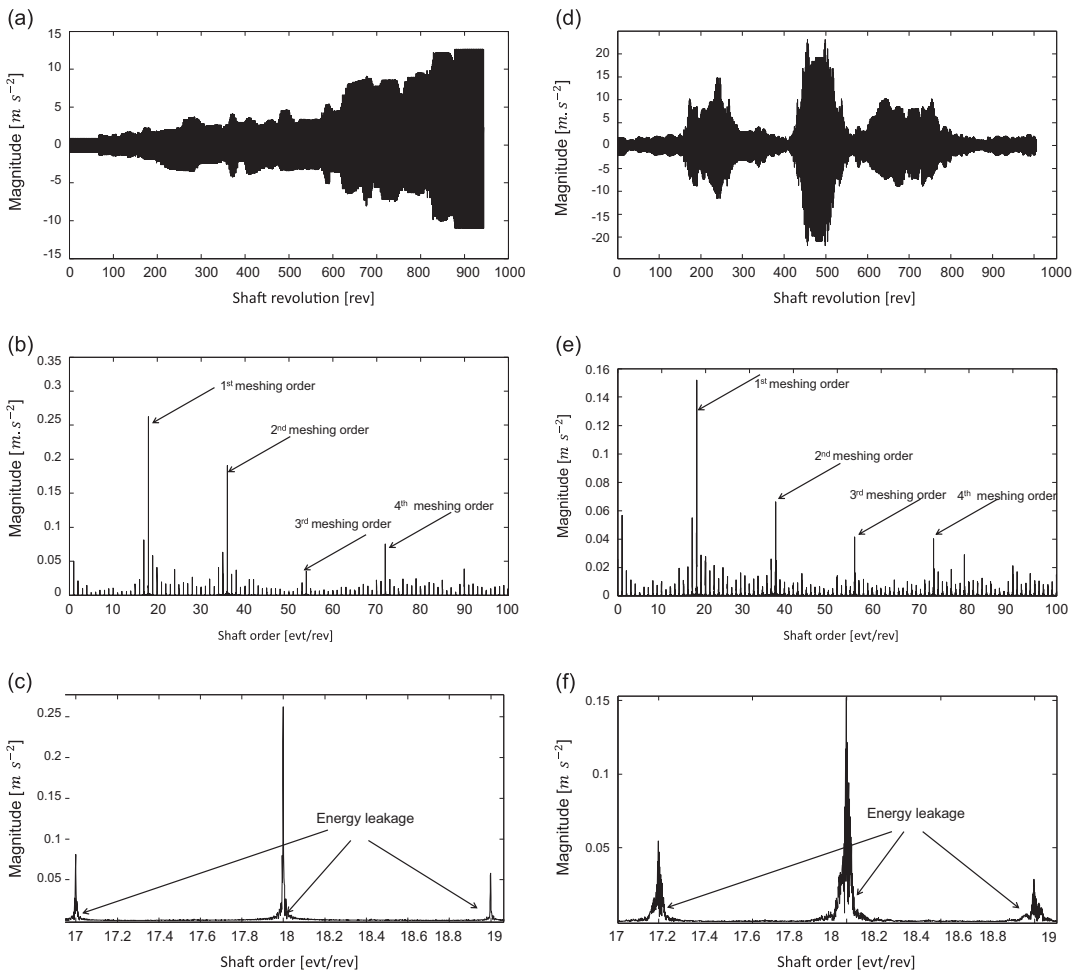 (a)
Magnitude [m s⁻²]
15
10
5
0
-5
-10
-15
0 100 200 300 400 500 600 700 800 900 1000
Shaft revolution [rev]
(d)
Magnitude [m.s⁻²]
20
15
10
5
0
-5
-10
-15
-20
0 100 200 300 400 500 600 700 800 900 1000
Shaft revolution [rev]
(b)
Magnitude [m.s⁻²]
0.35
0.3
0.25
0.2
0.15
0.1
0.05
0
1st meshing order
2nd meshing order
3rd meshing order
4th meshing order
0 10 20 30 40 50 60 70 80 90 100
Shaft order [evt/rev]
(e)
Magnitude [m s⁻²]
0.16
0.14
0.12
0.1
0.08
0.06
0.04
0.02
0
1st meshing order
2nd meshing order
3rd meshing order
4th meshing order
0 10 20 30 40 50 60 70 80 90 100
Shaft order [evt/rev]
(c)
Magnitude [m s⁻²]
0.25
0.2
0.15
0.1
0.05
Energy leakage
17 17.2 17.4 17.6 17.8 18 18.2 18.4 18.6 18.8 19
Shaft order [evt/rev]
(f)
Magnitude [m s⁻²]
0.15
0.1
0.05
Energy leakage
17 17.2 17.4 17.6 17.8 18 18.2 18.4 18.6 18.8 19
Shaft order [evt/rev]